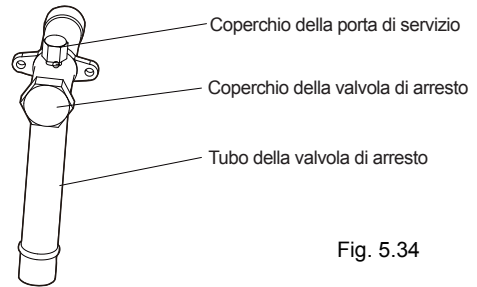 Coperchio della porta di servizio
Coperchio della valvola di arresto
Tubo della valvola di arresto
Fig. 5.34